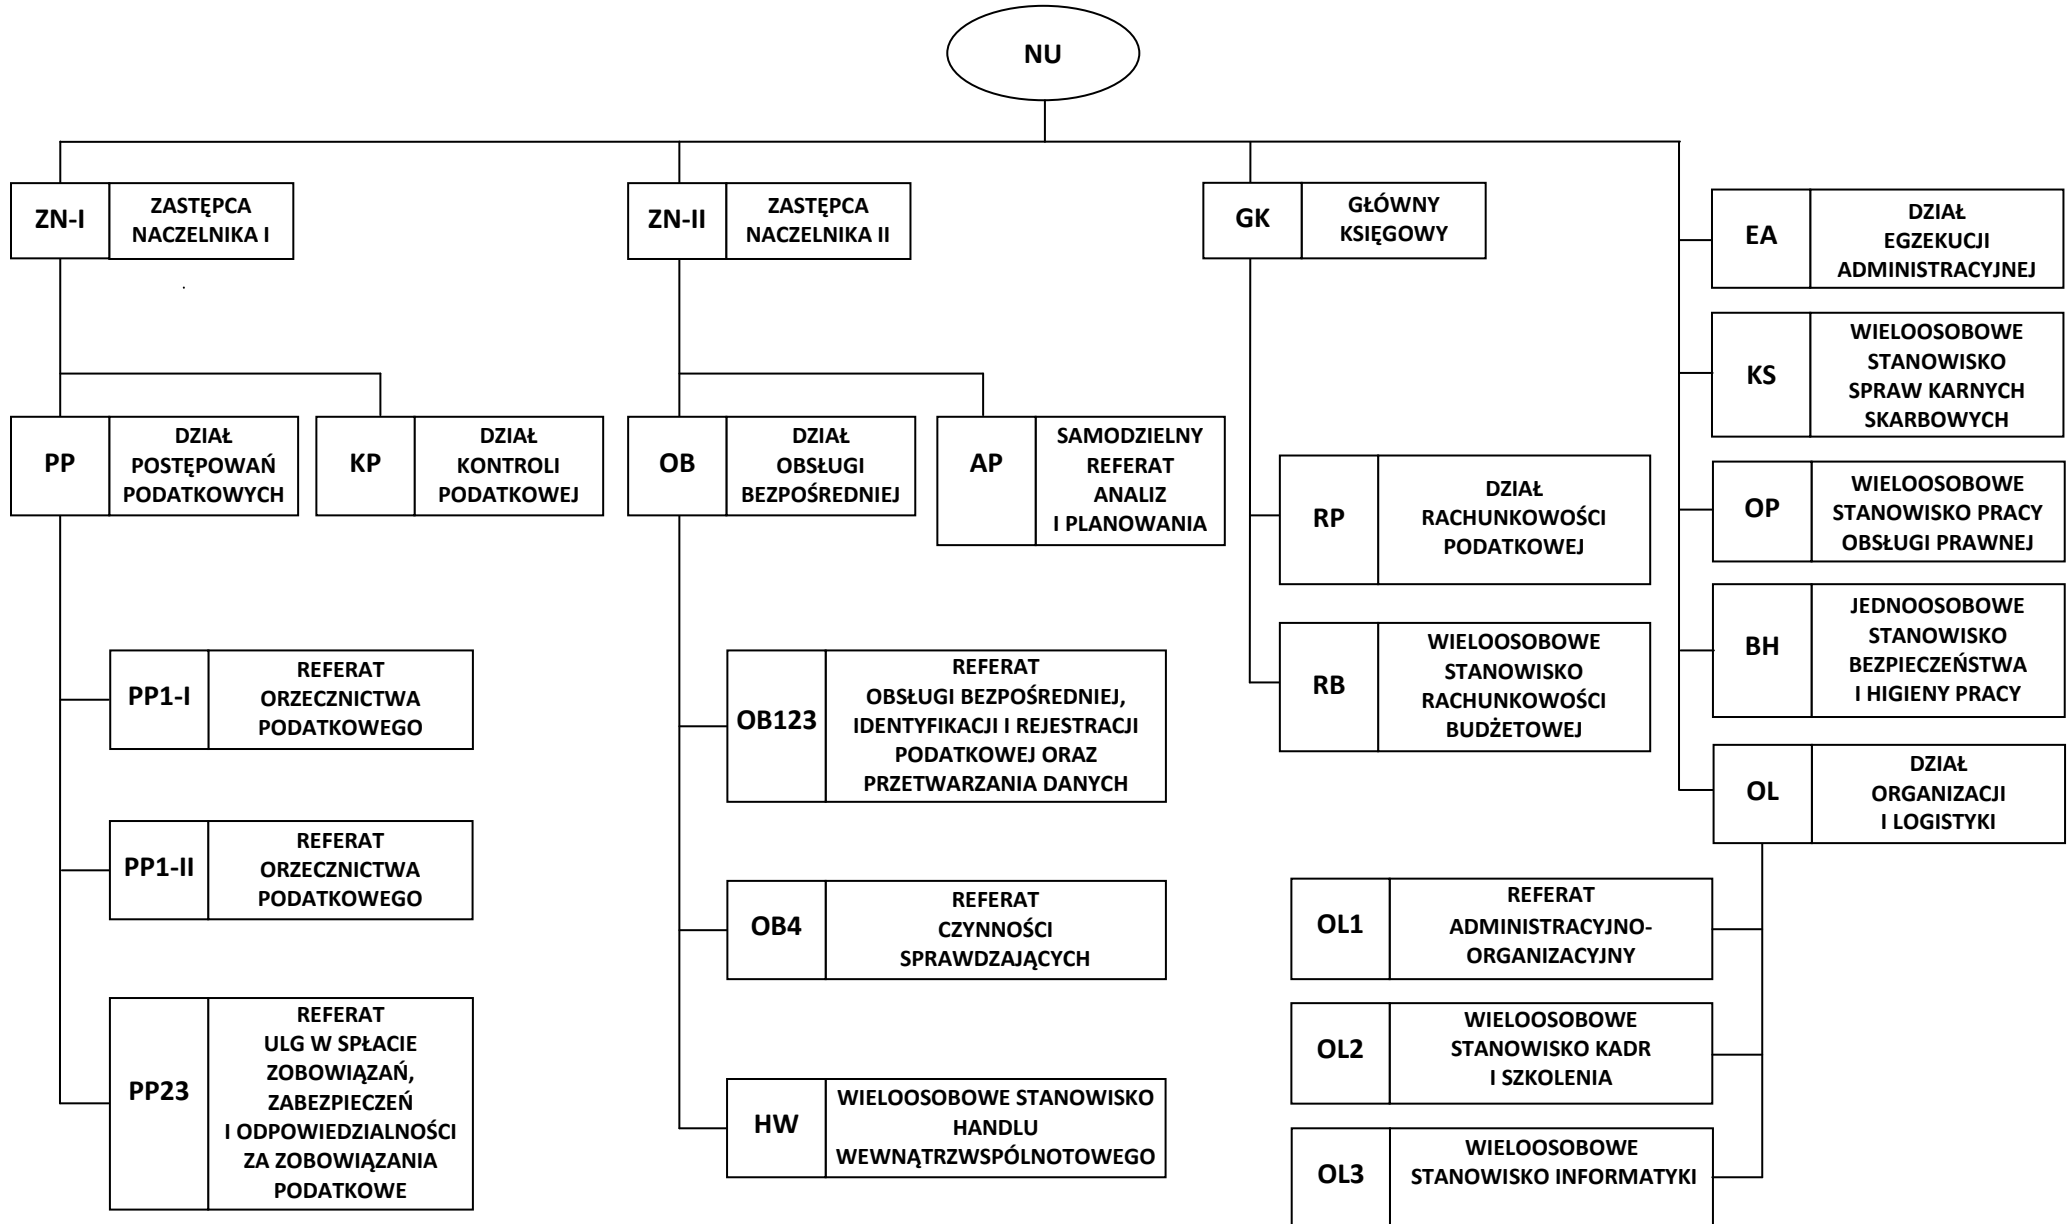 NU
ZN-I
ZASTĘPCA
NACZELNIKA I
ZN-II
ZASTĘPCA
NACZELNIKA II
GK
GŁÓWNY
KSIĘGOWY
EA
DZIAŁ
EGZEKUCJI
ADMINISTRACYJNEJ
KS
WIELOOSOBOWE
STANOWISKO
SPRAW KARNYCH
SKARBOWYCH
PP
DZIAŁ
POSTĘPOWAŃ
PODATKOWYCH
KP
DZIAŁ
KONTROLI
PODATKOWEJ
OB
DZIAŁ
OBSŁUGI
BEZPOŚREDNIEJ
AP
SAMODZIELNY
REFERAT
ANALIZ
I PLANOWANIA
RP
DZIAŁ
RACHUNKOWOŚCI
PODATKOWEJ
OP
WIELOOSOBOWE
STANOWISKO PRACY
OBSŁUGI PRAWNEJ
BH
JEDNOOSOBOWE
STANOWISKO
BEZPIECZEŃSTWA
I HIGIENY PRACY
RB
WIELOOSOBOWE
STANOWISKO
RACHUNKOWOŚCI
BUDŻETOWEJ
PP1-I
REFERAT
ORZECZNICTWA
PODATKOWEGO
OB123
REFERAT
OBSŁUGI BEZPOŚREDNIEJ,
IDENTYFIKACJI I REJESTRACJI
PODATKOWEJ ORAZ
PRZETWARZANIA DANYCH
OL
DZIAŁ
ORGANIZACJI
I LOGISTYKI
PP1-II
REFERAT
ORZECZNICTWA
PODATKOWEGO
OB4
REFERAT
CZYNNOŚCI
SPRAWDZAJĄCYCH
OL1
REFERAT
ADMINISTRACYJNO-
ORGANIZACYJNY
PP23
REFERAT
ULG W SPŁACIE
ZOBOWIĄZAŃ,
ZABEZPIECZEŃ
I ODPOWIEDZIALNOŚCI
ZA ZOBOWIĄZANIA
PODATKOWE
HW
WIELOOSOBOWE STANOWISKO
HANDLU
WEWNĄTRZWSPÓLNOTOWEGO
OL2
WIELOOSOBOWE
STANOWISKO KADR
I SZKOLENIA
OL3
WIELOOSOBOWE
STANOWISKO INFORMATYKI